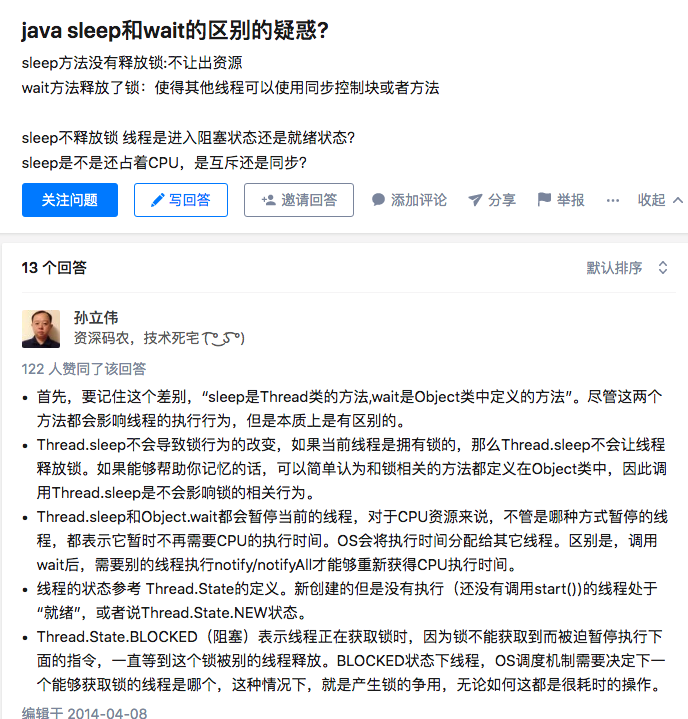 java sleep和wait的区别的疑惑?
sleep方法没有释放锁:不让出资源
wait方法释放了锁：使得其他线程可以使用同步控制块或者方法
sleep不释放锁 线程是进入阻塞状态还是就绪状态?
sleep是不是还占着CPU，是互斥还是同步?
关注问题 写回答 邀请回答 添加评论 分享 举报 ··· 收起
13 个回答 默认排序
孙立伟
资深码农，技术死宅 ( ͡° ͜ʖ ͡°)
122 人赞同了该回答
• 首先，要记住这个差别，“sleep是Thread类的方法,wait是Object类中定义的方法”。尽管这两个
方法都会影响线程的执行行为，但是本质上是有区别的。
• Thread.sleep不会导致锁行为的改变，如果当前线程是拥有锁的，那么Thread.sleep不会让线程
释放锁。如果能够帮助你记忆的话，可以简单认为和锁相关的方法都定义在Object类中，因此调
用Thread.sleep是不会影响锁的相关行为。
• Thread.sleep和Object.wait都会暂停当前的线程，对于CPU资源来说，不管是哪种方式暂停的线
程，都表示它暂时不再需要CPU的执行时间。OS会将执行时间分配给其它线程。区别是，调用
wait后，需要别的线程执行notify/notifyAll才能够重新获得CPU执行时间。
• 线程的状态参考 Thread.State的定义。新创建的但是没有执行（还没有调用start())的线程处于
“就绪”，或者说Thread.State.NEW状态。
• Thread.State.BLOCKED（阻塞）表示线程正在获取锁时，因为锁不能获取到而被迫暂停执行下
面的指令，一直等到这个锁被别的线程释放。BLOCKED状态下线程，OS调度机制需要决定下一
个能够获取锁的线程是哪个，这种情况下，就是产生锁的争用，无论如何这都是很耗时的操作。
编辑于 2014-04-08